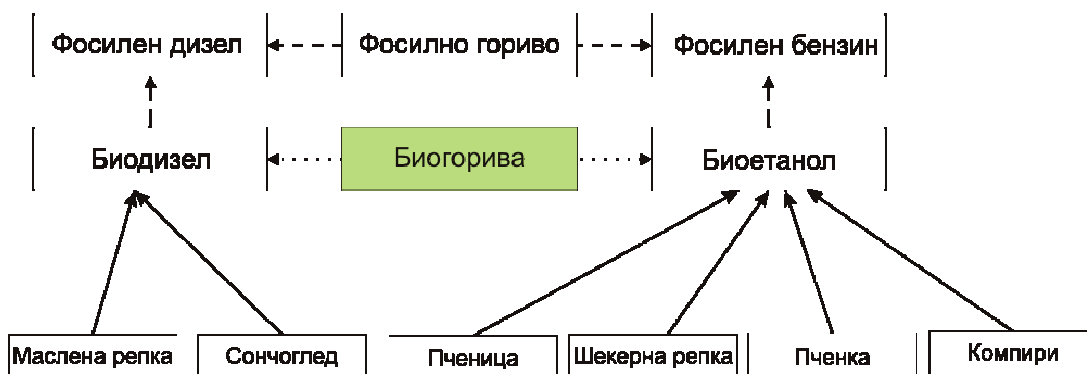 Фосилен дизел
Фосилно гориво
Фосилен бензин
Биодизел
Биогорива
Биоетанол
Маслена репка
Сончоглед
Пченица
Шекерна репка
Пченка
Компири